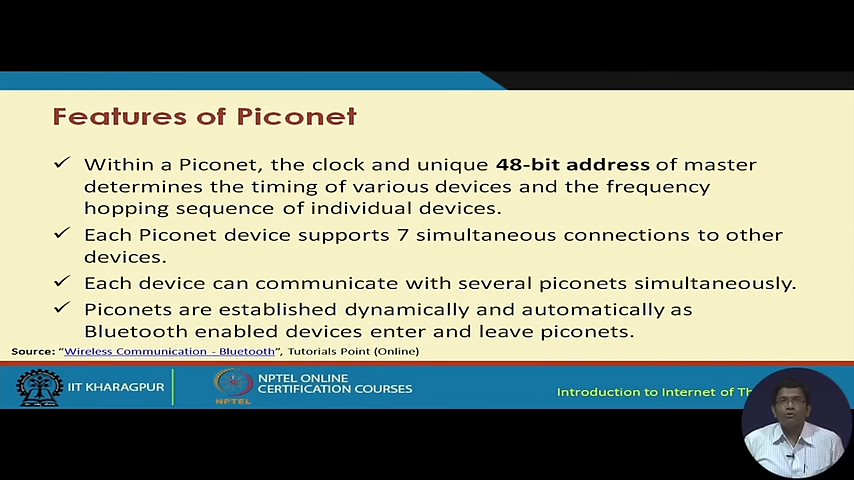 Features of Piconet
✓ Within a Piconet, the clock and unique 48-bit address of master
determines the timing of various devices and the frequency
hopping sequence of individual devices.
✓ Each Piconet device supports 7 simultaneous connections to other
devices.
✓ Each device can communicate with several piconets simultaneously.
✓ Piconets are established dynamically and automatically as
Bluetooth enabled devices enter and leave piconets.
Source: “Wireless Communication - Bluetooth”, Tutorials Point (Online)
IIT KHARAGPUR
NPTEL
NPTEL ONLINE
CERTIFICATION COURSES
Introduction to Internet of